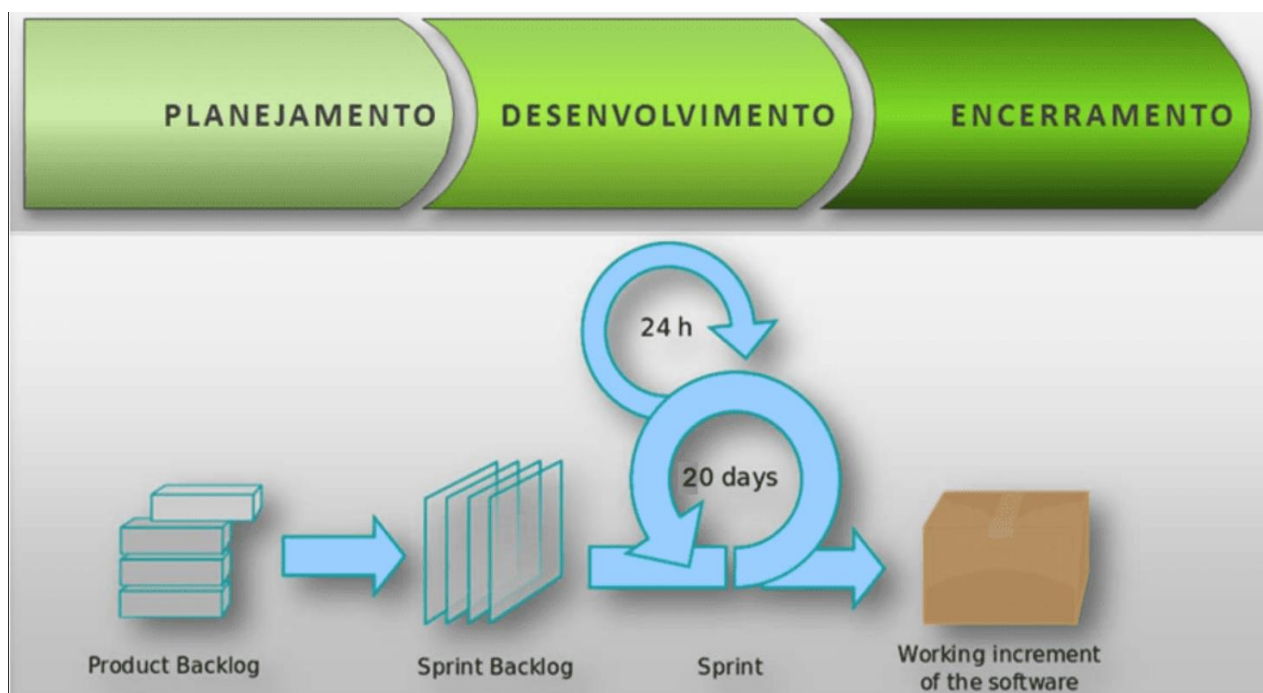 PLANEJAMENTO
DESENVOLVIMENTO
ENCERRAMENTO
24 h
20 days
Product Backlog
Sprint Backlog
Sprint
Working increment
of the software